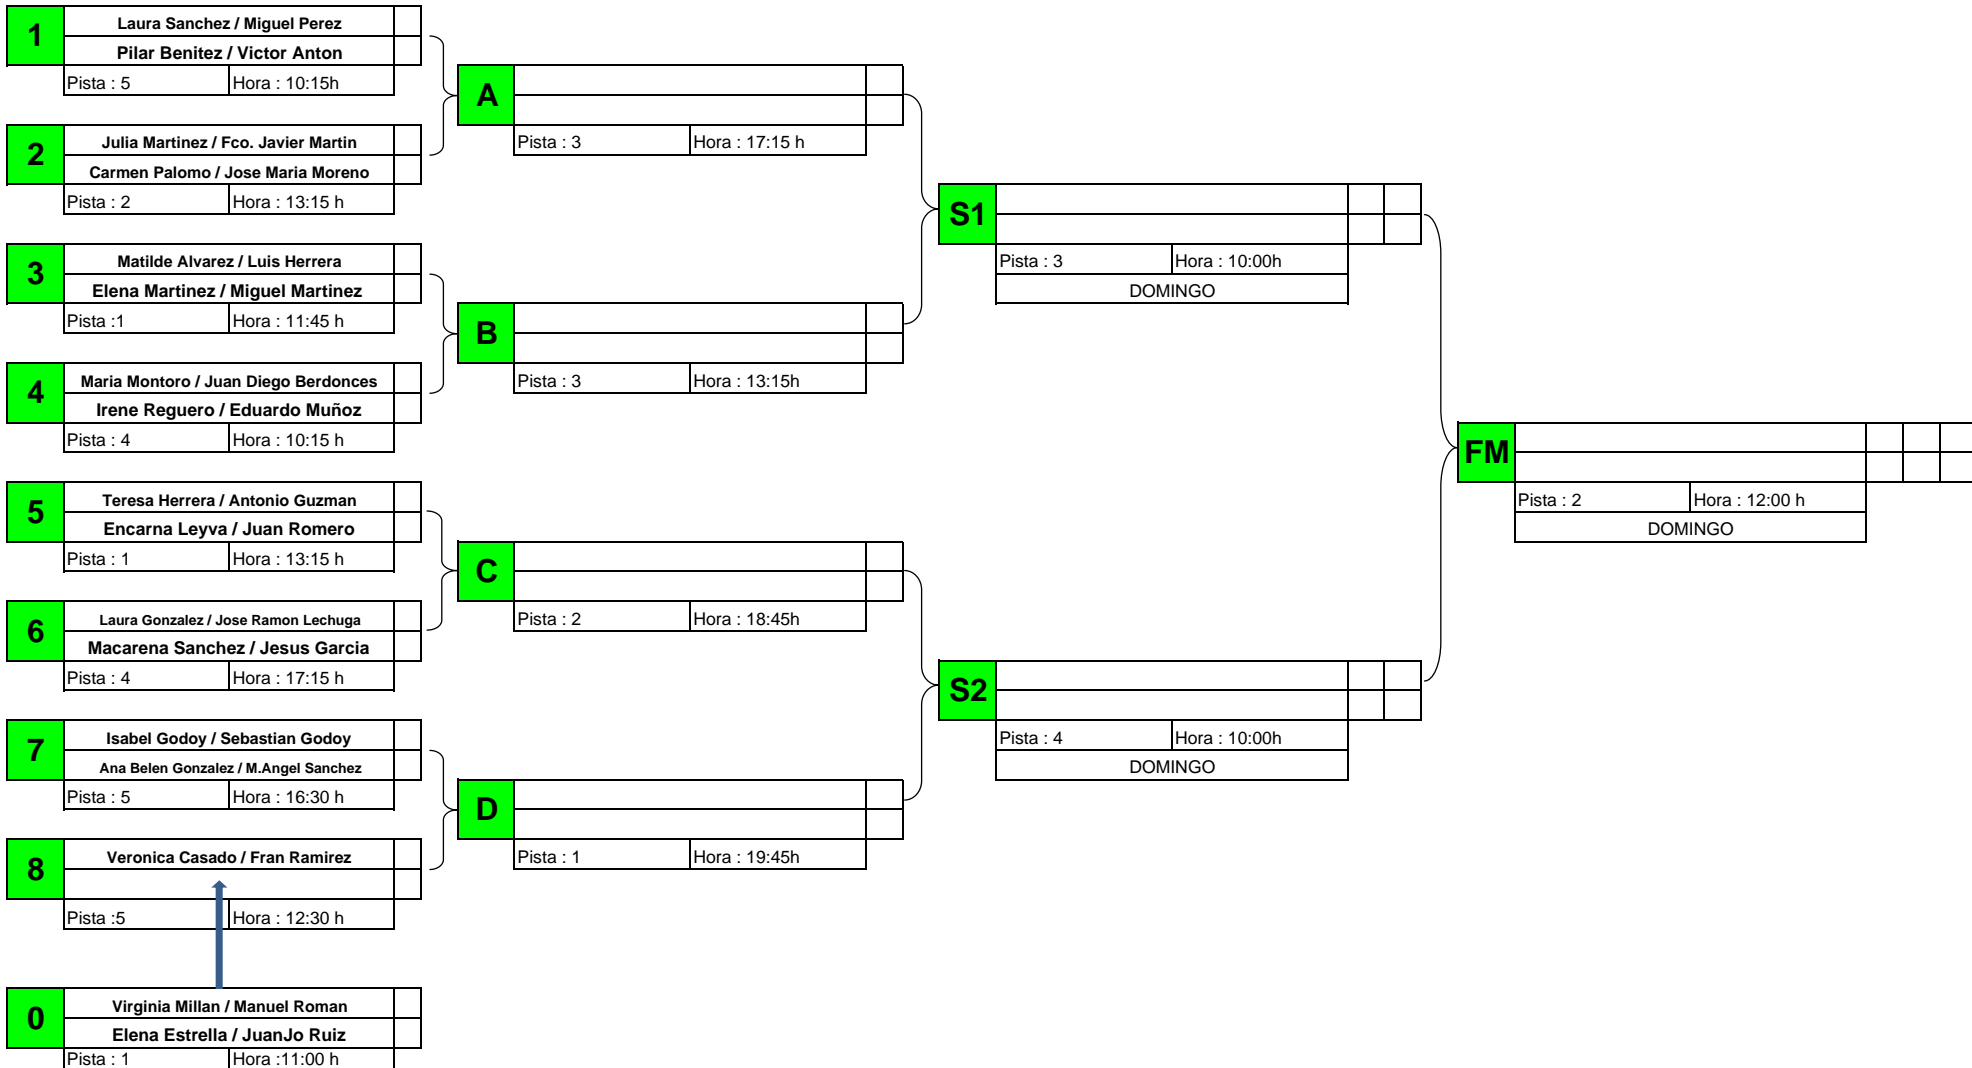 1
Laura Sanchez / Miguel Perez
Pilar Benitez / Victor Anton
Pista : 5 Hora : 10:15h
2
Julia Martinez / Fco. Javier Martin
Carmen Palomo / Jose Maria Moreno
Pista : 2 Hora : 13:15 h
3
Matilde Alvarez / Luis Herrera
Elena Martinez / Miguel Martinez
Pista :1 Hora : 11:45 h
4
Maria Montoro / Juan Diego Berdonces
Irene Reguero / Eduardo Muñoz
Pista : 4 Hora : 10:15 h
5
Teresa Herrera / Antonio Guzman
Encarna Leyva / Juan Romero
Pista : 1 Hora : 13:15 h
6
Laura Gonzalez / Jose Ramon Lechuga
Macarena Sanchez / Jesus Garcia
Pista : 4 Hora : 17:15 h
7
Isabel Godoy / Sebastian Godoy
Ana Belen Gonzalez / M.Angel Sanchez
Pista : 5 Hora : 16:30 h
8
Veronica Casado / Fran Ramirez
Pista :5 Hora : 12:30 h
0
Virginia Millan / Manuel Roman
Elena Estrella / JuanJo Ruiz
Pista : 1 Hora :11:00 h
A
Pista : 3 Hora : 17:15 h
B
Pista : 3 Hora : 13:15h
C
Pista : 2 Hora : 18:45h
D
Pista : 1 Hora : 19:45h
S1
Pista : 3 Hora : 10:00h
DOMINGO
S2
Pista : 4 Hora : 10:00h
DOMINGO
FM
Pista : 2 Hora : 12:00 h
DOMINGO